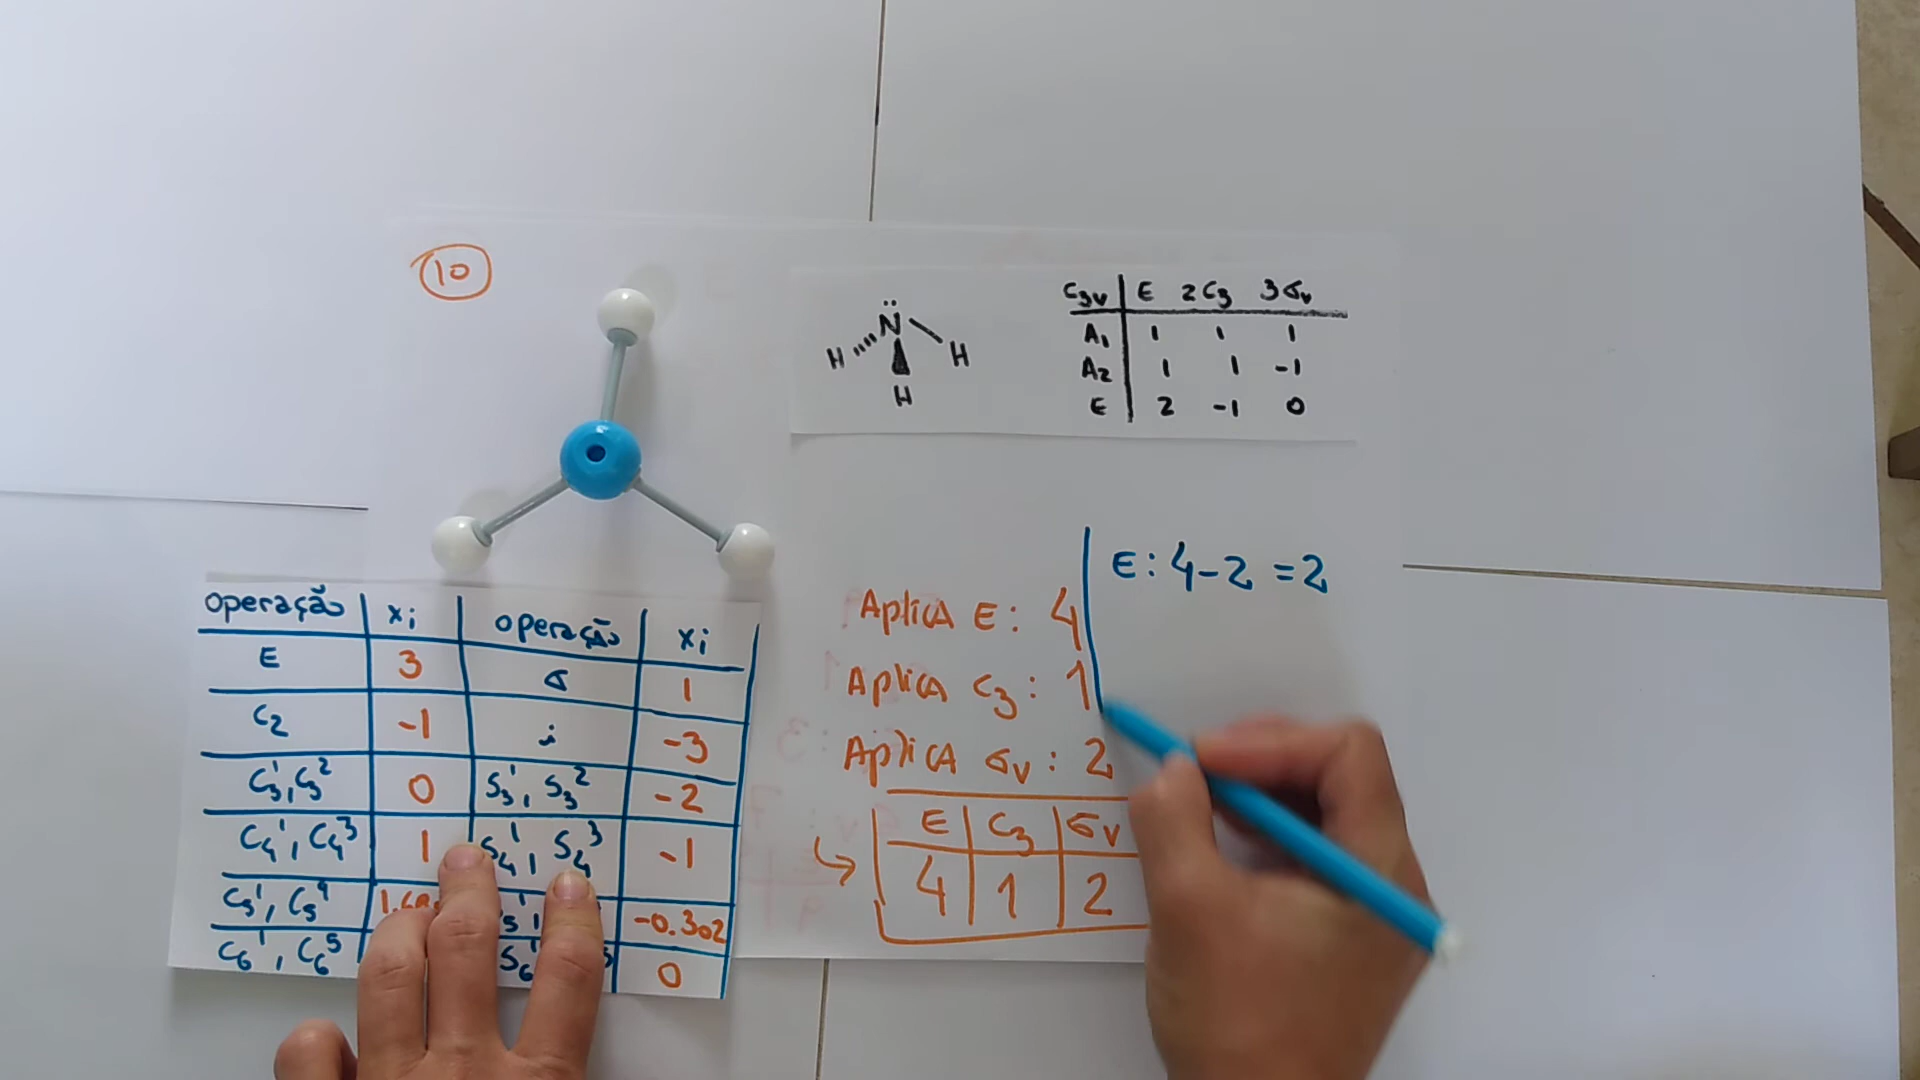 10
N
H H
H
C3v E 2C3 3σv
A1 1 1 1
A2 1 1 -1
E 2 -1 0
operação xi operação xi
E 3 σ 1
C2 -1 i -3
C3¹, C3² 0 S3¹, S3² -2
C4¹, C4³ 1 S4¹, S4³ -1
C5¹, C5⁴ -0.302
C6¹, C6⁵ 0
Aplica E: 4
Aplica C3: 1
Aplica σv: 2
E C3 σv
4 1 2
E: 4-2 = 2